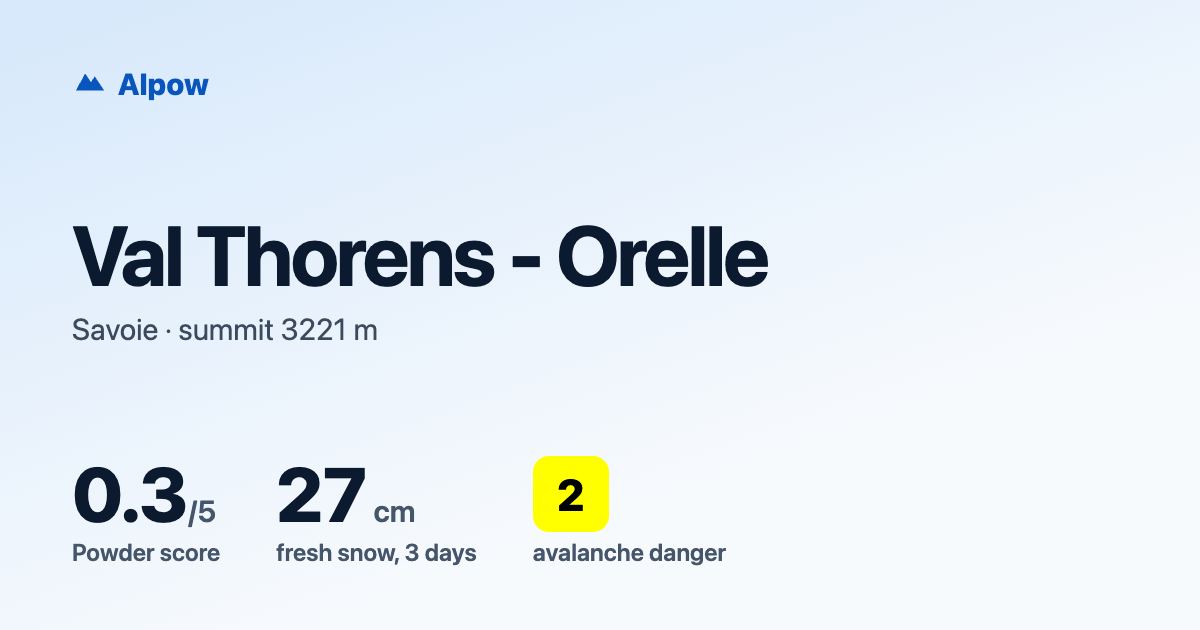 Alpow
Val Thorens - Orelle
Savoie · summit 3221 m
0.3/5 27 cm 2
Powder score fresh snow, 3 days avalanche danger